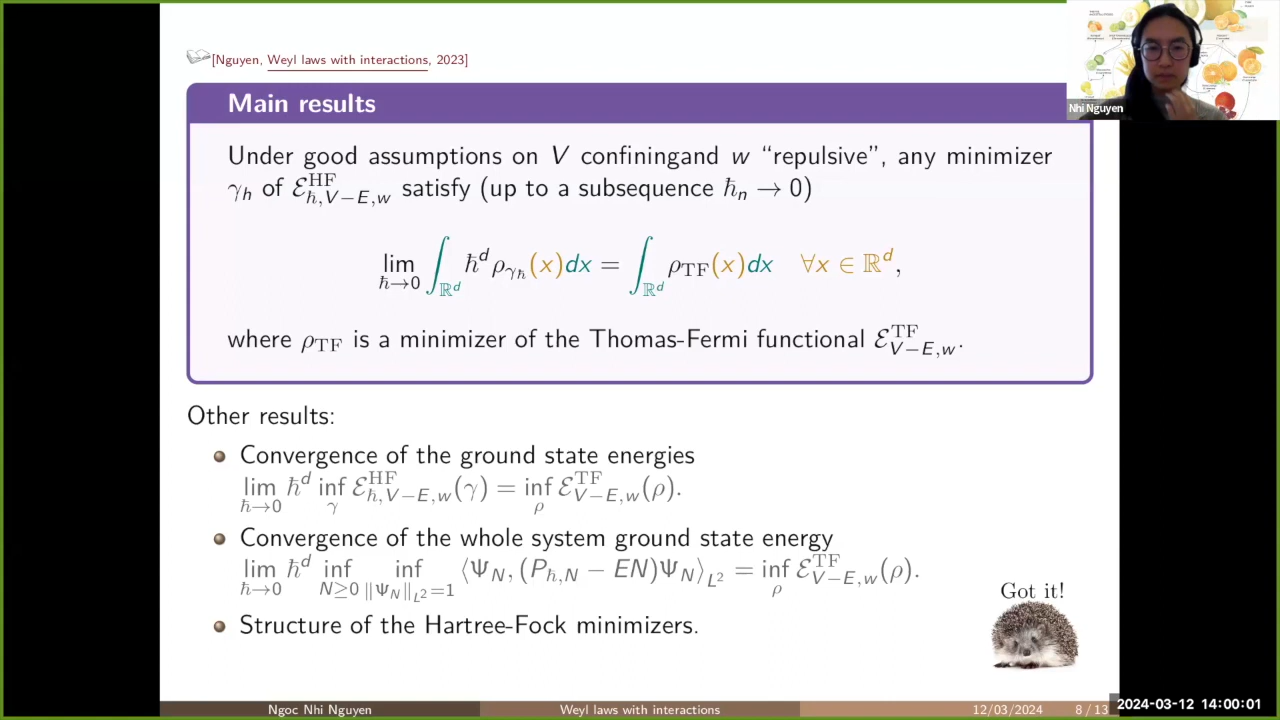 [Nguyen, Weyl laws with interactions, 2023]
Main results
Under good assumptions on V confiningand w “repulsive”, any minimizer
γ_h of ℰ^HF_{ℏ,V−E,w} satisfy (up to a subsequence ℏ_n → 0)
lim_{ℏ→0} ∫_{ℝ^d} ℏ^d ρ_{γ_ℏ}(x)dx = ∫_{ℝ^d} ρ_TF(x)dx ∀x ∈ ℝ^d,
where ρ_TF is a minimizer of the Thomas-Fermi functional ℰ^TF_{V−E,w}.
Other results:
Convergence of the ground state energies
lim_{ℏ→0} ℏ^d inf_γ ℰ^HF_{ℏ,V−E,w}(γ) = inf_ρ ℰ^TF_{V−E,w}(ρ).
Convergence of the whole system ground state energy
lim_{ℏ→0} ℏ^d inf_{N≥0} inf_{‖Ψ_N‖_{L^2}=1} ⟨Ψ_N, (P_{ℏ,N} − EN)Ψ_N⟩_{L^2} = inf_ρ ℰ^TF_{V−E,w}(ρ).
Structure of the Hartree-Fock minimizers.
Got it!
Ngoc Nhi Nguyen
Weyl laws with interactions
12/03/2024
8 / 13
Nhi Nguyen
2024-03-12 14:00:01